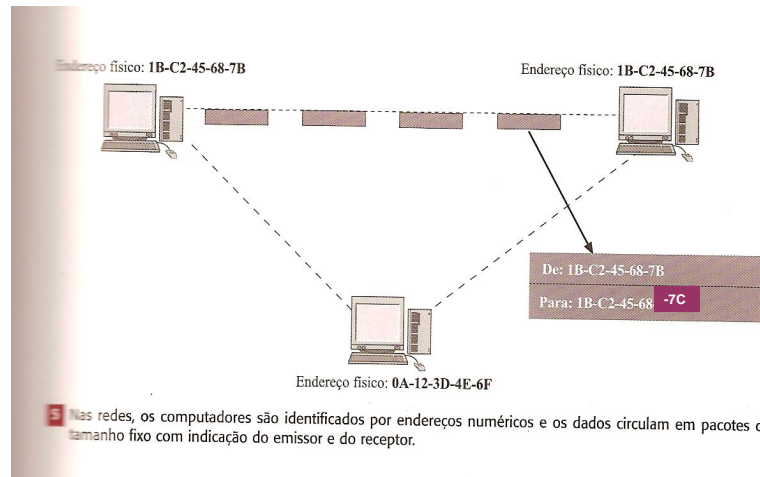 Endereço físico: 1B-C2-45-68-7B
Endereço físico: 1B-C2-45-68-7B
De: 1B-C2-45-68-7B
Para: 1B-C2-45-68 -7C
Endereço físico: 0A-12-3D-4E-6F
5 Nas redes, os computadores são identificados por endereços numéricos e os dados circulam em pacotes
tamanho fixo com indicação do emissor e do receptor.